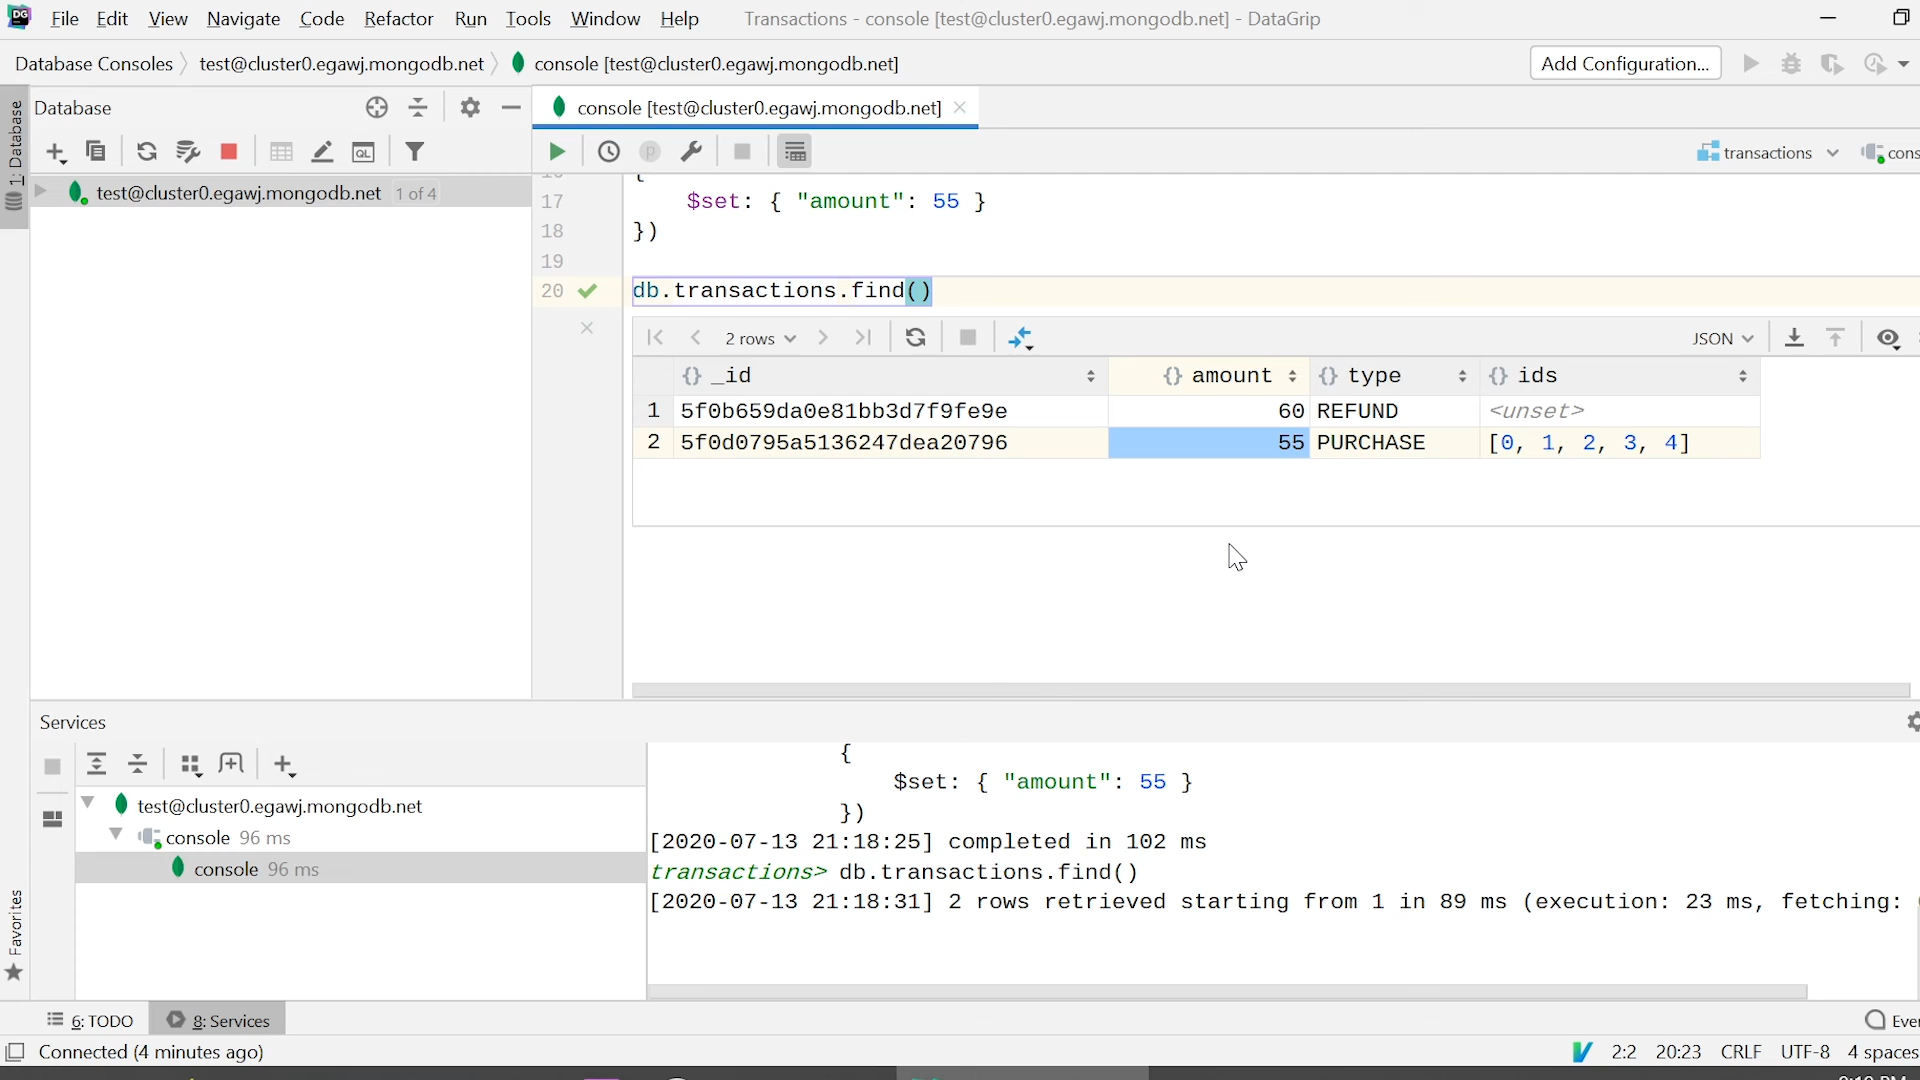 DG File Edit View Navigate Code Refactor Run Tools Window Help Transactions - console [test@cluster0.egawj.mongodb.net] - DataGrip
Database Consoles test@cluster0.egawj.mongodb.net console [test@cluster0.egawj.mongodb.net] Add Configuration...
1: Database
Database
console [test@cluster0.egawj.mongodb.net]
QL
transactions
test@cluster0.egawj.mongodb.net 1 of 4
17 $set: { "amount": 55 }
18 })
19
20 db.transactions.find()
2 rows JSON
{} _id {} amount {} type {} ids
1 5f0b659da0e81bb3d7f9fe9e 60 REFUND <unset>
2 5f0d0795a5136247dea20796 55 PURCHASE [0, 1, 2, 3, 4]
Services
test@cluster0.egawj.mongodb.net
console 96 ms
console 96 ms
{
$set: { "amount": 55 }
})
[2020-07-13 21:18:25] completed in 102 ms
transactions> db.transactions.find()
[2020-07-13 21:18:31] 2 rows retrieved starting from 1 in 89 ms (execution: 23 ms, fetching:
Favorites
6: TODO 8: Services
Connected (4 minutes ago) 2:2 20:23 CRLF UTF-8 4 spaces